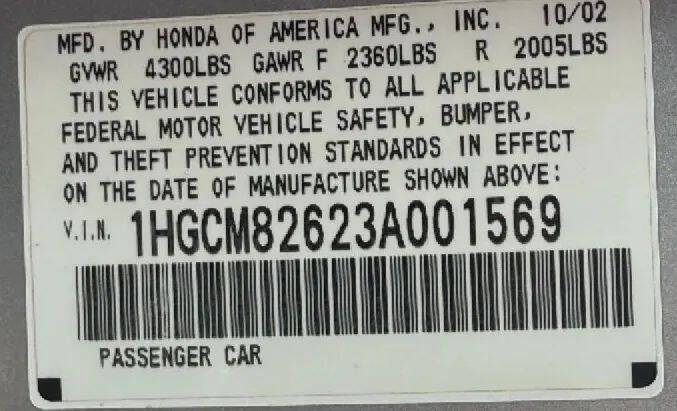 MFD. BY HONDA OF AMERICA MFG., INC. 10/02
GVWR 4300LBS GAWR F 2360LBS R 2005LBS
THIS VEHICLE CONFORMS TO ALL APPLICABLE
FEDERAL MOTOR VEHICLE SAFETY, BUMPER,
AND THEFT PREVENTION STANDARDS IN EFFECT
ON THE DATE OF MANUFACTURE SHOWN ABOVE:
V.I.N. 1HGCM82623A001569
PASSENGER CAR